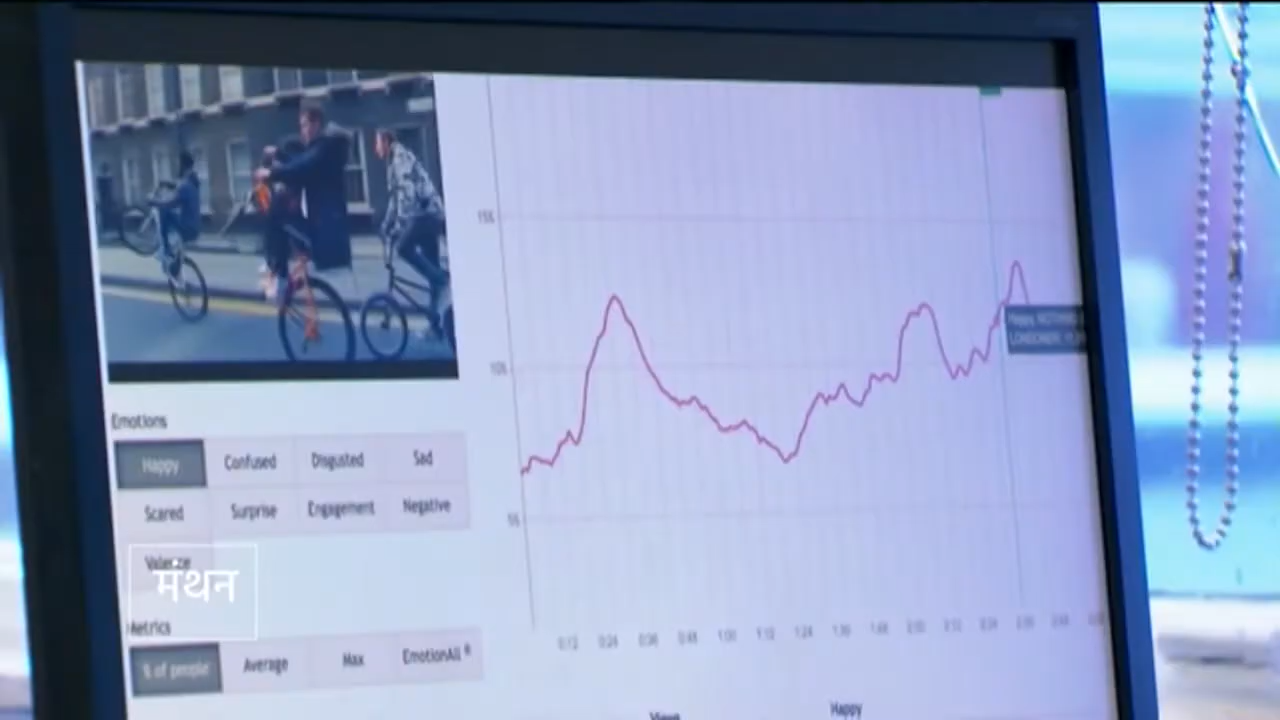 Emotions
Happy Confused Disgusted Sad
Scared Surprise Engagement Negative
Valence
मंथन
Metrics
% of people Average Max EmotionAll ®
15%
10%
5%
0:12 0:24 0:36 0:48 1:00 1:12 1:24 1:36 1:48 2:00 2:12 2:24
Happy
LONDONER
Views Happy